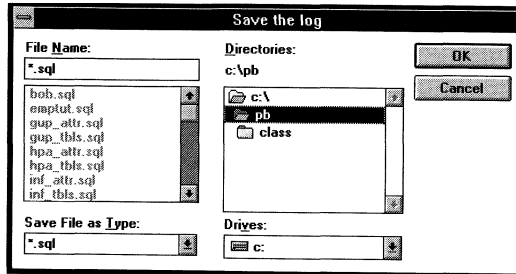 Save the log
File Name:
*.sql
bob.sql
emptut.sql
gup_attr.sql
gup_tbls.sql
hpa_attr.sql
hpa_tbls.sql
inf_attr.sql
inf_tbls.sql
Save File as Type:
*.sql
Directories:
c:\pb
c:\
pb
class
Drives:
c:
OK
Cancel